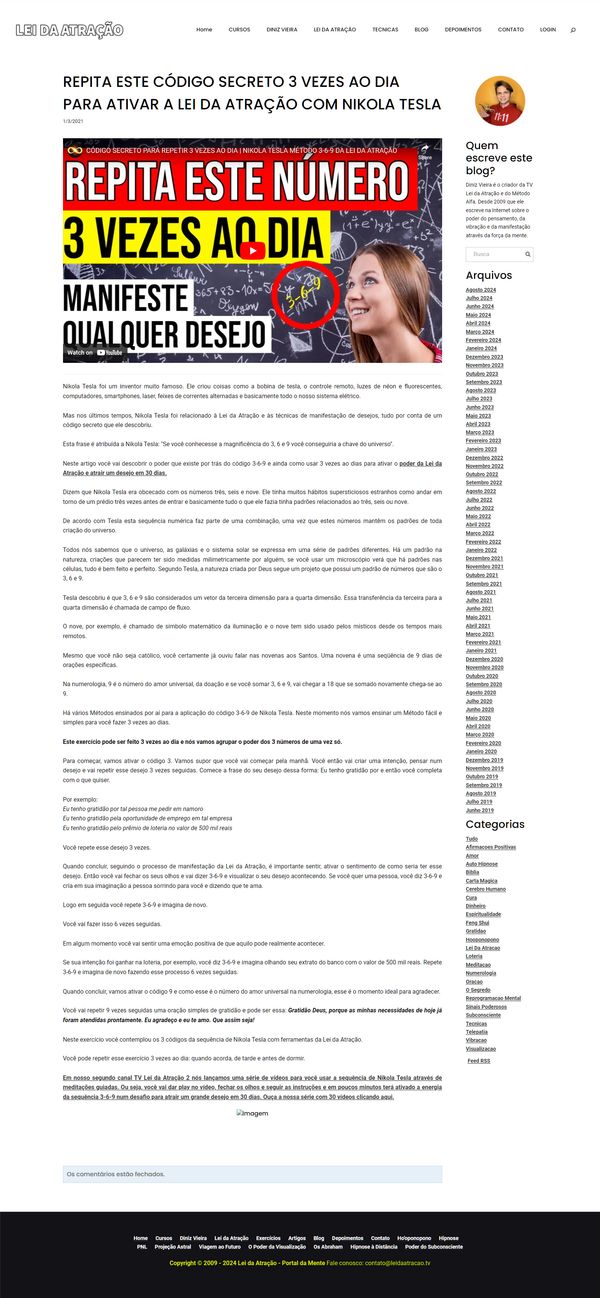 LEI DA ATRAÇÃO
Home CURSOS DINIZ VIEIRA LEI DA ATRAÇÃO TECNICAS BLOG DEPOIMENTOS CONTATO LOGIN
REPITA ESTE CÓDIGO SECRETO 3 VEZES AO DIA
PARA ATIVAR A LEI DA ATRAÇÃO COM NIKOLA TESLA
1/3/2021
CÓDIGO SECRETO PARA REPETIR 3 VEZES AO DIA | NIKOLA TESLA MÉTODO 3-6-9 DA LEI DA ATRAÇÃO
Share
REPITA ESTE NÚMERO
3 VEZES AO DIA
MANIFESTE
QUALQUER DESEJO
3-6-9
Watch on YouTube
Nikola Tesla foi um inventor muito famoso. Ele criou coisas como a bobina de tesla, o controle remoto, luzes de néon e fluorescentes,
computadores, smartphones, laser, feixes de correntes alternadas e basicamente todo o nosso sistema elétrico.
Mas nos últimos tempos, Nikola Tesla foi relacionado à Lei da Atração e às técnicas de manifestação de desejos, tudo por conta de um
código secreto que ele descobriu.
Esta frase é atribuída a Nikola Tesla: "Se você conhecesse a magnificência do 3, 6 e 9 você conseguiria a chave do universo".
Neste artigo você vai descobrir o poder que existe por trás do código 3-6-9 e ainda como usar 3 vezes ao dias para ativar o poder da Lei da
Atração e atrair um desejo em 30 dias.
Dizem que Nikola Tesla era obcecado com os números três, seis e nove. Ele tinha muitos hábitos supersticiosos estranhos como andar em
torno de um prédio três vezes antes de entrar e basicamente tudo o que ele fazia tinha padrões relacionados ao três, seis ou nove.
De acordo com Tesla esta sequência numérica faz parte de uma combinação, uma vez que estes números mantém os padrões de toda
criação do universo.
Todos nós sabemos que o universo, as galáxias e o sistema solar se expressa em uma série de padrões diferentes. Há um padrão na
natureza, criações que parecem ter sido medidas milimetricamente por alguém, se você usar um microscópio verá que há padrões nas
células, tudo é bem feito e perfeito. Segundo Tesla, a natureza criada por Deus segue um projeto que possui um padrão de números que são o
3, 6 e 9.
Tesla descobriu é que 3, 6 e 9 são considerados um vetor da terceira dimensão para a quarta dimensão. Essa transferência da terceira para a
quarta dimensão é chamada de campo de fluxo.
O nove, por exemplo, é chamado de símbolo matemático da iluminação e o nove tem sido usado pelos místicos desde os tempos mais
remotos.
Mesmo que você não seja católico, você certamente já ouviu falar nas novenas aos Santos. Uma novena é uma seqüência de 9 dias de
orações específicas.
Na numerologia, 9 é o número do amor universal, da doação e se você somar 3, 6 e 9, vai chegar a 18 que se somado novamente chega-se ao
9.
Há vários Métodos ensinados por aí para a aplicação do código 3-6-9 de Nikola Tesla. Neste momento nós vamos ensinar um Método fácil e
simples para você fazer 3 vezes ao dias.
Este exercício pode ser feito 3 vezes ao dia e nós vamos agrupar o poder dos 3 números de uma vez só.
Para começar, vamos ativar o código 3. Vamos supor que você vai começar pela manhã. Você então vai criar uma intenção, pensar num
desejo e vai repetir esse desejo 3 vezes seguidas. Comece a frase do seu desejo dessa forma: Eu tenho gratidão por e então você completa
com o que quiser.
Por exemplo:
Eu tenho gratidão por tal pessoa me pedir em namoro
Eu tenho gratidão pela oportunidade de emprego em tal empresa
Eu tenho gratidão pelo prêmio de loteria no valor de 500 mil reais
Você repete esse desejo 3 vezes.
Quando concluir, seguindo o processo de manifestação da Lei da Atração, é importante sentir, ativar o sentimento de como seria ter esse
desejo. Então você vai fechar os seus olhos e vai dizer 3-6-9 e visualizar o seu desejo acontecendo. Se você quer uma pessoa, você diz 3-6-9 e
cria em sua imaginação a pessoa sorrindo para você e dizendo que te ama.
Logo em seguida você repete 3-6-9 e imagina de novo.
Você vai fazer isso 6 vezes seguidas.
Em algum momento você vai sentir uma emoção positiva de que aquilo pode realmente acontecer.
Se sua intenção foi ganhar na loteria, por exemplo, você diz 3-6-9 e imagina olhando seu extrato do banco com o valor de 500 mil reais. Repete
3-6-9 e imagina de novo fazendo esse processo 6 vezes seguidas.
Quando concluir, vamos ativar o código 9 e como esse é o número do amor universal na numerologia, esse é o momento ideal para agradecer.
Você vai repetir 9 vezes seguidas uma oração simples de gratidão e pode ser essa: Gratidão Deus, porque as minhas necessidades de hoje já
foram atendidas prontamente. Eu agradeço e eu te amo. Que assim seja!
Neste exercício você contemplou os 3 códigos da sequência de Nikola Tesla com ferramentas da Lei da Atração.
Você pode repetir esse exercício 3 vezes ao dia: quando acorda, de tarde e antes de dormir.
Em nosso segundo canal TV Lei da Atração 2 nós lançamos uma série de vídeos para você usar a sequência de Nikola Tesla através de
meditações guiadas. Ou seja, você vai dar play no vídeo, fechar os olhos e seguir as instruções e em poucos minutos terá ativado a energia
da sequência 3-6-9 num desafio para atrair um grande desejo em 30 dias. Ouça a nossa série com 30 vídeos clicando aqui.
Imagem
Os comentários estão fechados.
11:11
Quem
escreve este
blog?
Diniz Vieira é o criador da TV
Lei da Atração e do Método
Alfa. Desde 2009 que ele
escreve na Internet sobre o
poder do pensamento, da
vibração e da manifestação
através da força da mente.
Busca
Arquivos
Agosto 2024
Julho 2024
Junho 2024
Maio 2024
Abril 2024
Março 2024
Fevereiro 2024
Janeiro 2024
Dezembro 2023
Novembro 2023
Outubro 2023
Setembro 2023
Agosto 2023
Julho 2023
Junho 2023
Maio 2023
Abril 2023
Março 2023
Fevereiro 2023
Janeiro 2023
Dezembro 2022
Novembro 2022
Outubro 2022
Setembro 2022
Agosto 2022
Julho 2022
Junho 2022
Maio 2022
Abril 2022
Março 2022
Fevereiro 2022
Janeiro 2022
Dezembro 2021
Novembro 2021
Outubro 2021
Setembro 2021
Agosto 2021
Julho 2021
Junho 2021
Maio 2021
Abril 2021
Março 2021
Fevereiro 2021
Janeiro 2021
Dezembro 2020
Novembro 2020
Outubro 2020
Setembro 2020
Agosto 2020
Julho 2020
Junho 2020
Maio 2020
Abril 2020
Março 2020
Fevereiro 2020
Janeiro 2020
Dezembro 2019
Novembro 2019
Outubro 2019
Setembro 2019
Agosto 2019
Julho 2019
Junho 2019
Categorias
Tudo
Afirmacoes Positivas
Amor
Auto Hipnose
Biblia
Carta Magica
Cerebro Humano
Cura
Dinheiro
Espiritualidade
Feng Shui
Gratidao
Hooponopono
Lei Da Atracao
Loteria
Meditacao
Numerologia
Oracao
O Segredo
Reprogramacao Mental
Sinais Poderosos
Subconsciente
Tecnicas
Telepatia
Vibracao
Visualizacao
Feed RSS
Home Cursos Diniz Vieira Lei da Atração Exercícios Artigos Blog Depoimentos Contato Ho'oponopono Hipnose
PNL Projeção Astral Viagem ao Futuro O Poder da Visualização Os Abraham Hipnose à Distância Poder do Subconsciente
Copyright © 2009 - 2024 Lei da Atração - Portal da Mente Fale conosco: contato@leidaatracao.tv